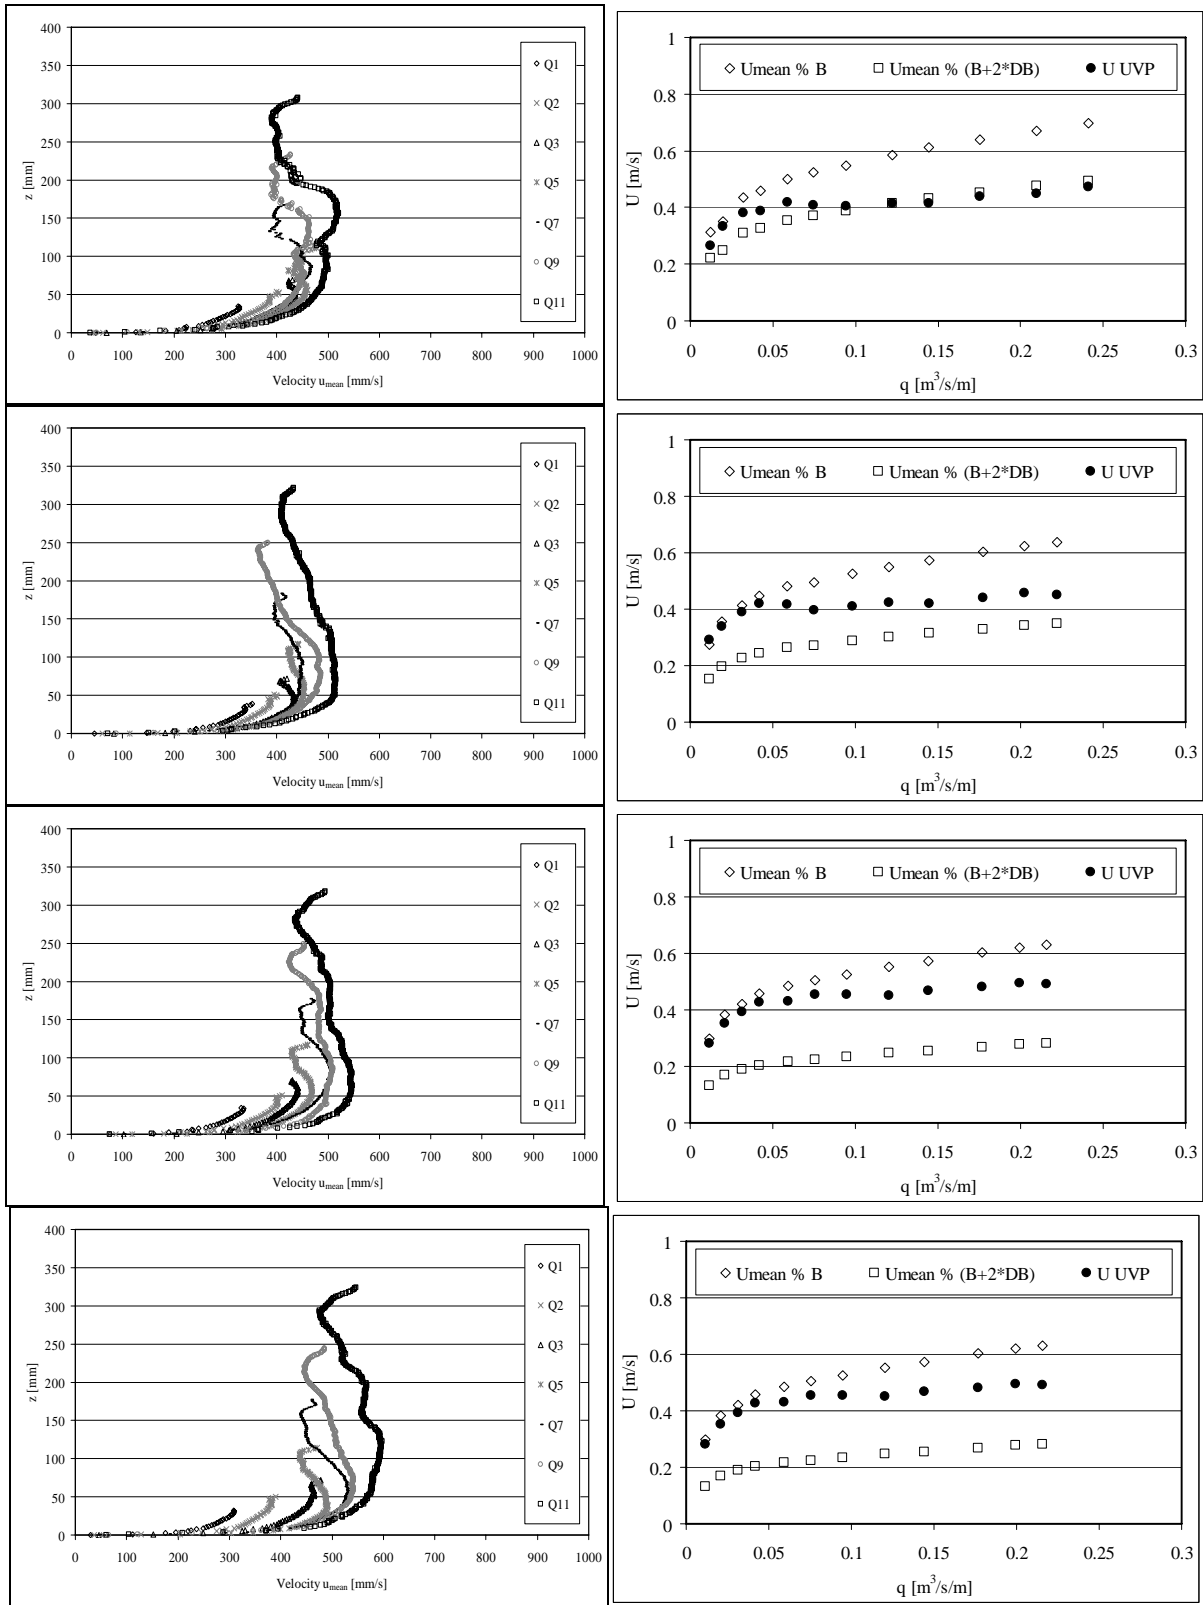 400
350
300
250
200
150
100
50
0
z [mm]
0 100 200 300 400 500 600 700 800 900 1000
Velocity u_mean [mm/s]
Q1
Q2
Q3
Q5
Q7
Q9
Q11
1
0.8
0.6
0.4
0.2
0
U [m/s]
Umean % B Umean % (B+2*DB) U UVP
0 0.05 0.1 0.15 0.2 0.25 0.3
q [m³/s/m]
400
350
300
250
200
150
100
50
0
z [mm]
0 100 200 300 400 500 600 700 800 900 1000
Velocity u_mean [mm/s]
Q1
Q2
Q3
Q5
Q7
Q9
Q11
1
0.8
0.6
0.4
0.2
0
U [m/s]
Umean % B Umean % (B+2*DB) U UVP
0 0.05 0.1 0.15 0.2 0.25 0.3
q [m³/s/m]
400
350
300
250
200
150
100
50
0
z [mm]
0 100 200 300 400 500 600 700 800 900 1000
Velocity u_mean [mm/s]
Q1
Q2
Q3
Q5
Q7
Q9
Q11
1
0.8
0.6
0.4
0.2
0
U [m/s]
Umean % B Umean % (B+2*DB) U UVP
0 0.05 0.1 0.15 0.2 0.25 0.3
q [m³/s/m]
400
350
300
250
200
150
100
50
0
z [mm]
0 100 200 300 400 500 600 700 800 900 1000
Velocity u_mean [mm/s]
Q1
Q2
Q3
Q5
Q7
Q9
Q11
1
0.8
0.6
0.4
0.2
0
U [m/s]
Umean % B Umean % (B+2*DB) U UVP
0 0.05 0.1 0.15 0.2 0.25 0.3
q [m³/s/m]